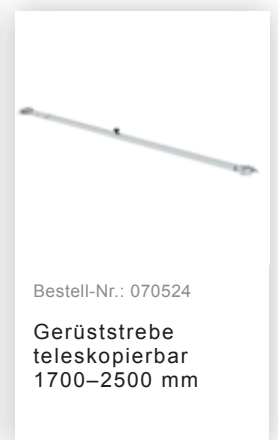 Bestell-Nr.: 070524
Gerüststrebe
teleskopierbar
1700–2500 mm